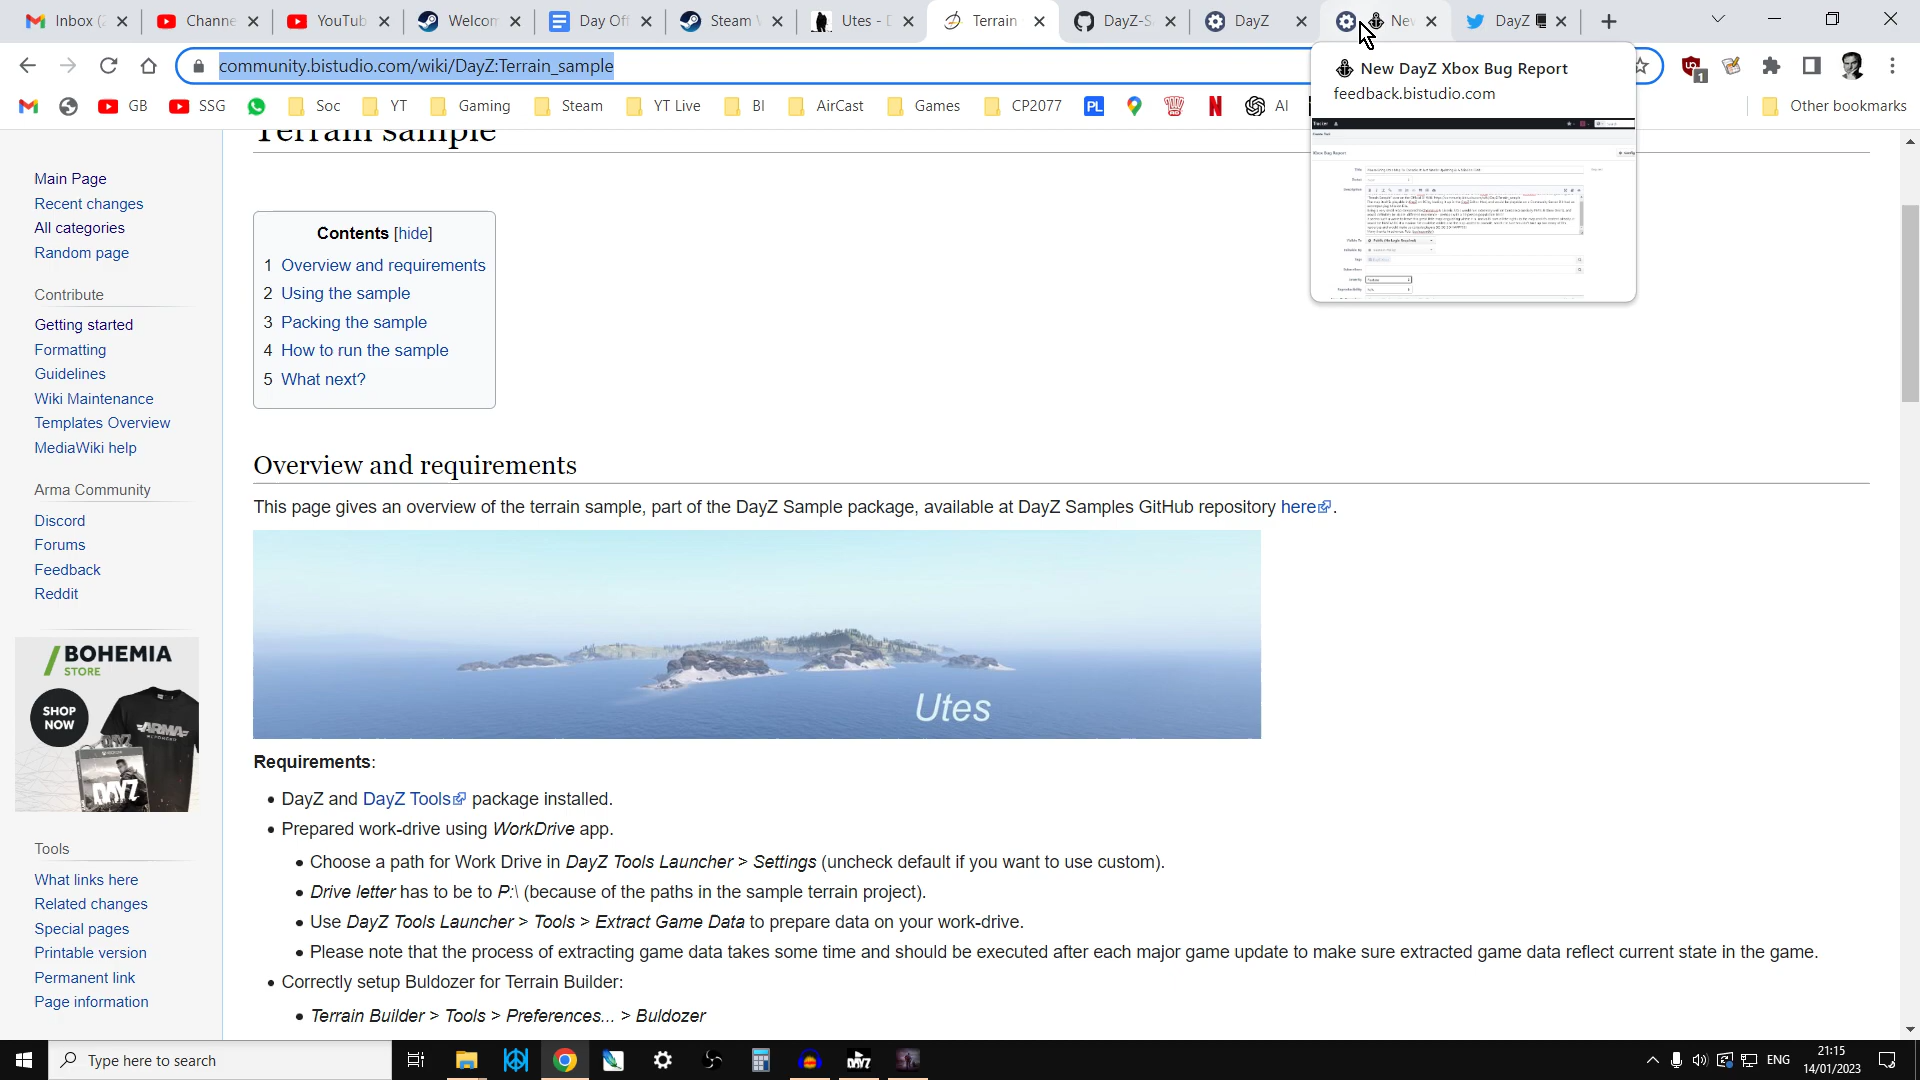 Inbox (2
Channe
YouTub
Welcom
Day Off
Steam
Utes - D
Terrain
DayZ-S
DayZ
New
DayZ
community.bistudio.com/wiki/DayZ:Terrain_sample
New DayZ Xbox Bug Report
feedback.bistudio.com
GB
SSG
Soc
YT
Gaming
Steam
YT Live
BI
AirCast
Games
CP2077
PL
AI
Other bookmarks
Terrain sample
Main Page
Recent changes
All categories
Random page
Contribute
Getting started
Formatting
Guidelines
Wiki Maintenance
Templates Overview
MediaWiki help
Arma Community
Discord
Forums
Feedback
Reddit
BOHEMIA
STORE
SHOP
NOW
ARMA
DAYZ
Tools
What links here
Related changes
Special pages
Printable version
Permanent link
Page information
Contents [hide]
1 Overview and requirements
2 Using the sample
3 Packing the sample
4 How to run the sample
5 What next?
Overview and requirements
This page gives an overview of the terrain sample, part of the DayZ Sample package, available at DayZ Samples GitHub repository here.
Utes
Requirements:
• DayZ and DayZ Tools package installed.
• Prepared work-drive using WorkDrive app.
• Choose a path for Work Drive in DayZ Tools Launcher > Settings (uncheck default if you want to use custom).
• Drive letter has to be to P:\ (because of the paths in the sample terrain project).
• Use DayZ Tools Launcher > Tools > Extract Game Data to prepare data on your work-drive.
• Please note that the process of extracting game data takes some time and should be executed after each major game update to make sure extracted game data reflect current state in the game.
• Correctly setup Buldozer for Terrain Builder:
• Terrain Builder > Tools > Preferences... > Buldozer
Type here to search
DAYZ
ENG
21:15
14/01/2023